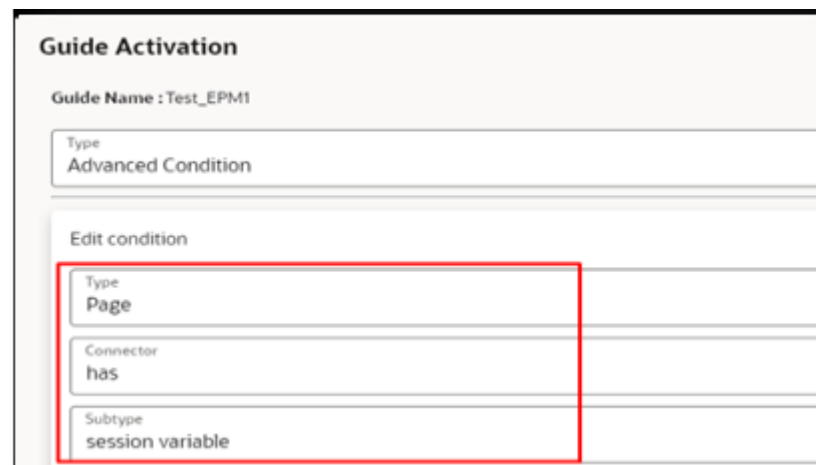 Guide Activation
Guide Name : Test_EPM1
Type
Advanced Condition
Edit condition
Type
Page
Connector
has
Subtype
session variable